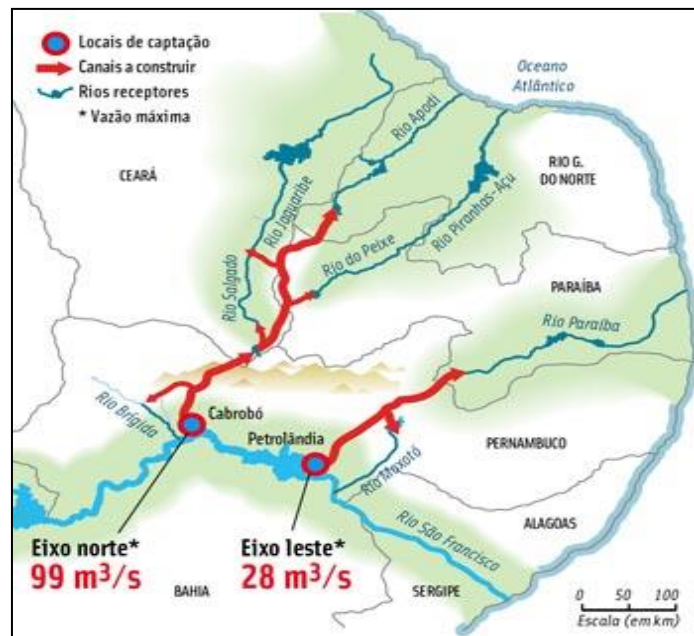 Locais de captação
Canais a construir
Rios receptores
* Vazão máxima
Oceano
Atlântico
CEARÁ
Rio Jaguaribe
Rio Apodi
RIO G.
DO NORTE
Rio Piranhas-Açu
Rio do Peixe
Rio Salgado
PARAÍBA
Rio Paraíba
Rio Brígida
Cabrobó
Petrolândia
Rio Moxotó
PERNAMBUCO
ALAGOAS
Rio São Francisco
Eixo norte*
99 m³/s
Eixo leste*
28 m³/s
BAHIA
SERGIPE
0 50 100
Escala (em km)